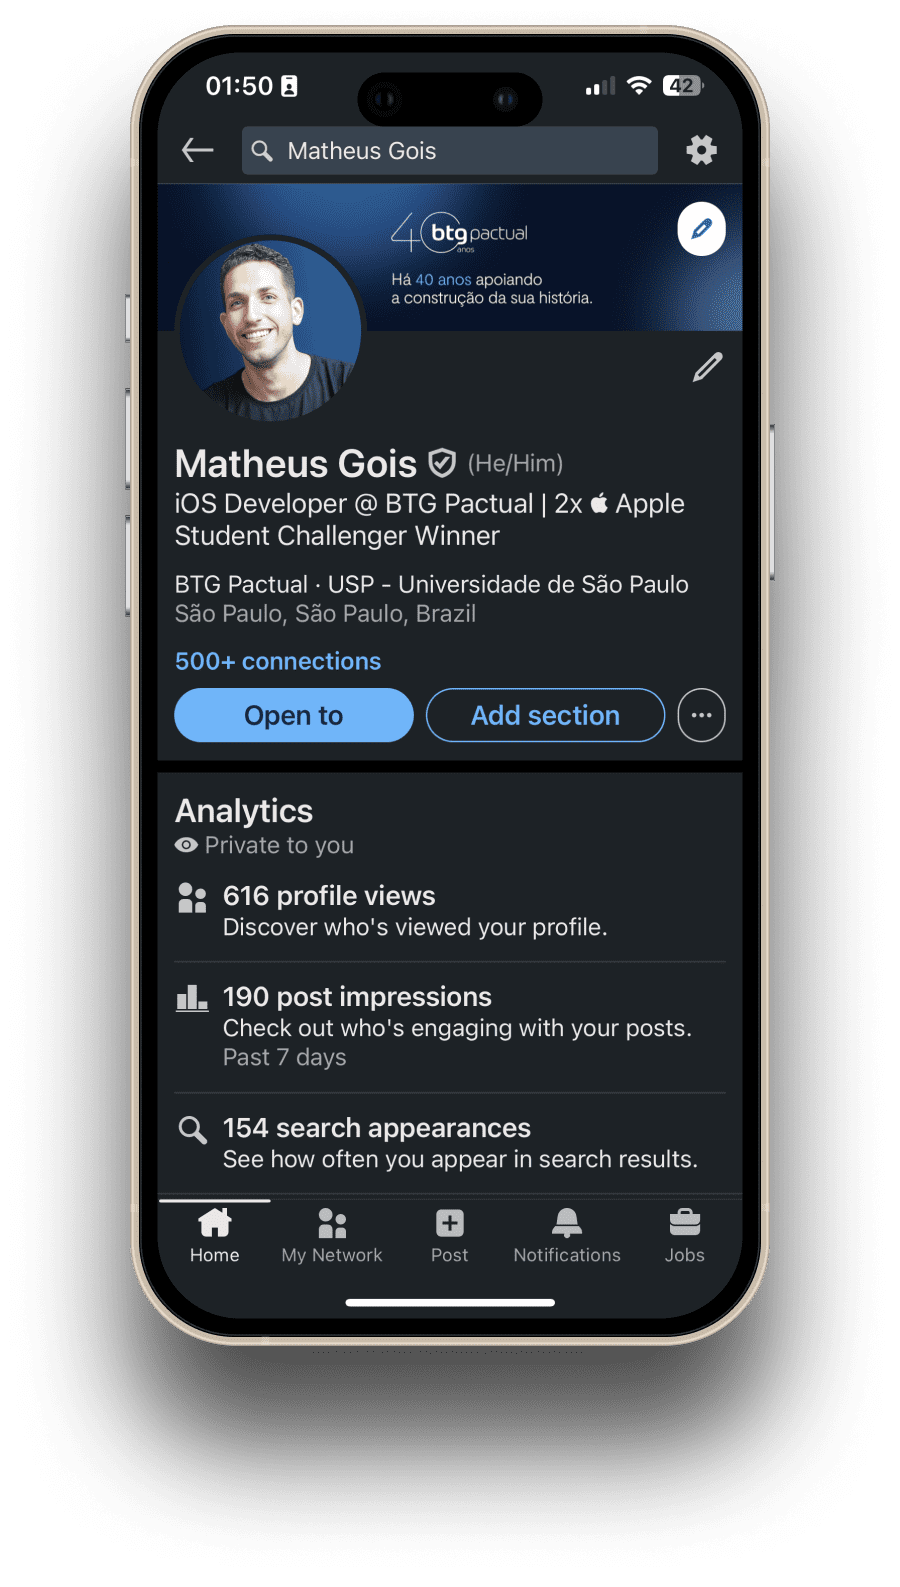 01:50
42
Matheus Gois
40 btg pactual
anos
Há 40 anos apoiando
a construção da sua história.
Matheus Gois (He/Him)
iOS Developer @ BTG Pactual | 2x  Apple
Student Challenger Winner
BTG Pactual · USP - Universidade de São Paulo
São Paulo, São Paulo, Brazil
500+ connections
Open to
Add section
Analytics
Private to you
616 profile views
Discover who's viewed your profile.
190 post impressions
Check out who's engaging with your posts.
Past 7 days
154 search appearances
See how often you appear in search results.
Home
My Network
Post
Notifications
Jobs